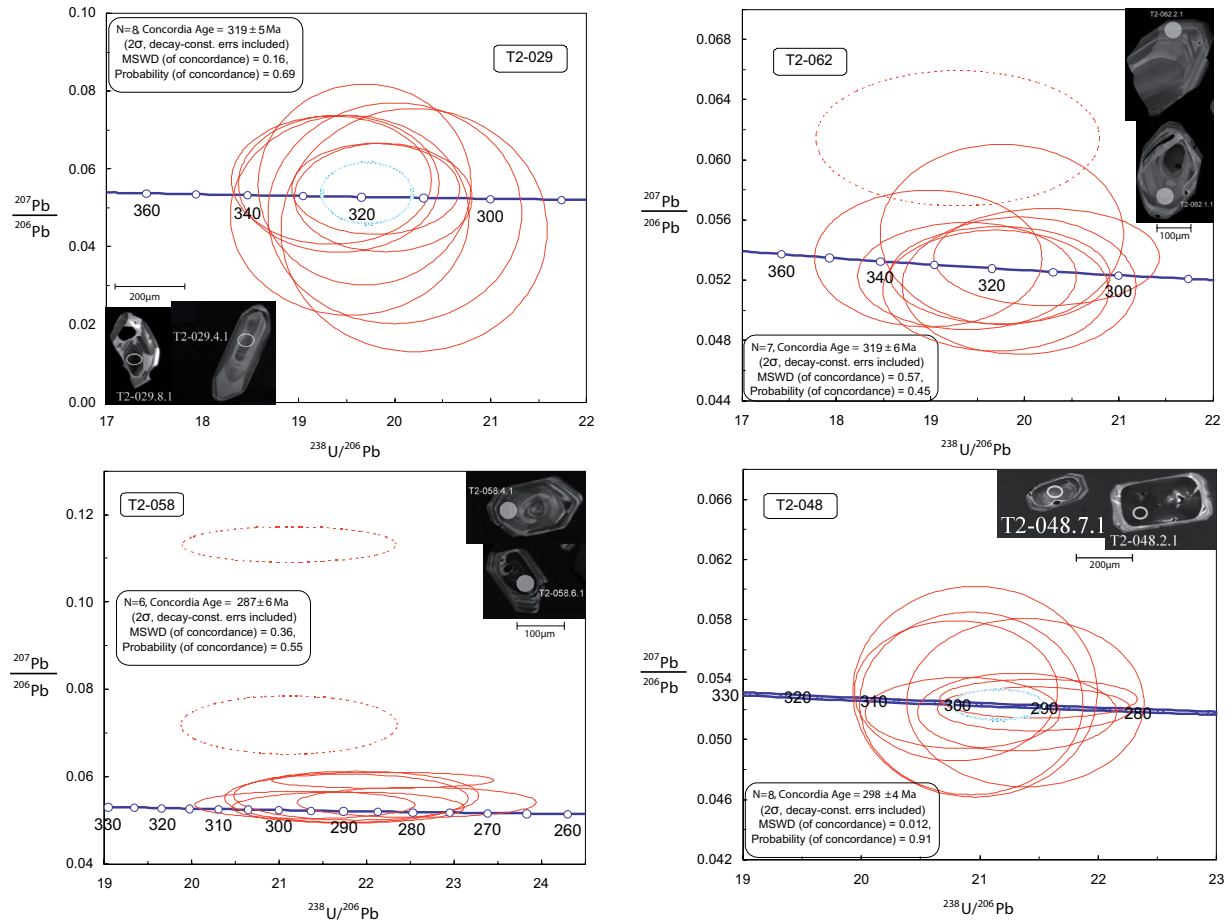 0.10
0.08
0.06
0.04
0.02
0.00
207Pb
206Pb
N=8, Concordia Age = 319 ± 5 Ma
(2σ, decay-const. errs included)
MSWD (of concordance) = 0.16,
Probability (of concordance) = 0.69
T2-029
360
340
320
300
200μm
T2-029.8.1
T2-029.4.1
17
18
19
20
21
22
238U/206Pb
0.068
0.064
0.060
0.056
0.052
0.048
0.044
207Pb
206Pb
T2-062
T2-062.2.1
T2-062.1.1
100μm
360
340
320
300
N=7, Concordia Age = 319 ± 6 Ma
(2σ, decay-const. errs included)
MSWD (of concordance) = 0.57,
Probability (of concordance) = 0.45
17
18
19
20
21
22
238U/206Pb
0.12
0.10
0.08
0.06
0.04
207Pb
206Pb
T2-058
T2-058.4.1
T2-058.6.1
100μm
N=6, Concordia Age = 287 ± 6 Ma
(2σ, decay-const. errs included)
MSWD (of concordance) = 0.36,
Probability (of concordance) = 0.55
330
320
310
300
290
280
270
260
19
20
21
22
23
24
238U/206Pb
0.066
0.062
0.058
0.054
0.050
0.046
0.042
207Pb
206Pb
T2-048
T2-048.7.1
T2-048.2.1
200μm
330
320
310
300
290
280
N=8, Concordia Age = 298 ± 4 Ma
(2σ, decay-const. errs included)
MSWD (of concordance) = 0.012,
Probability (of concordance) = 0.91
19
20
21
22
23
238U/206Pb